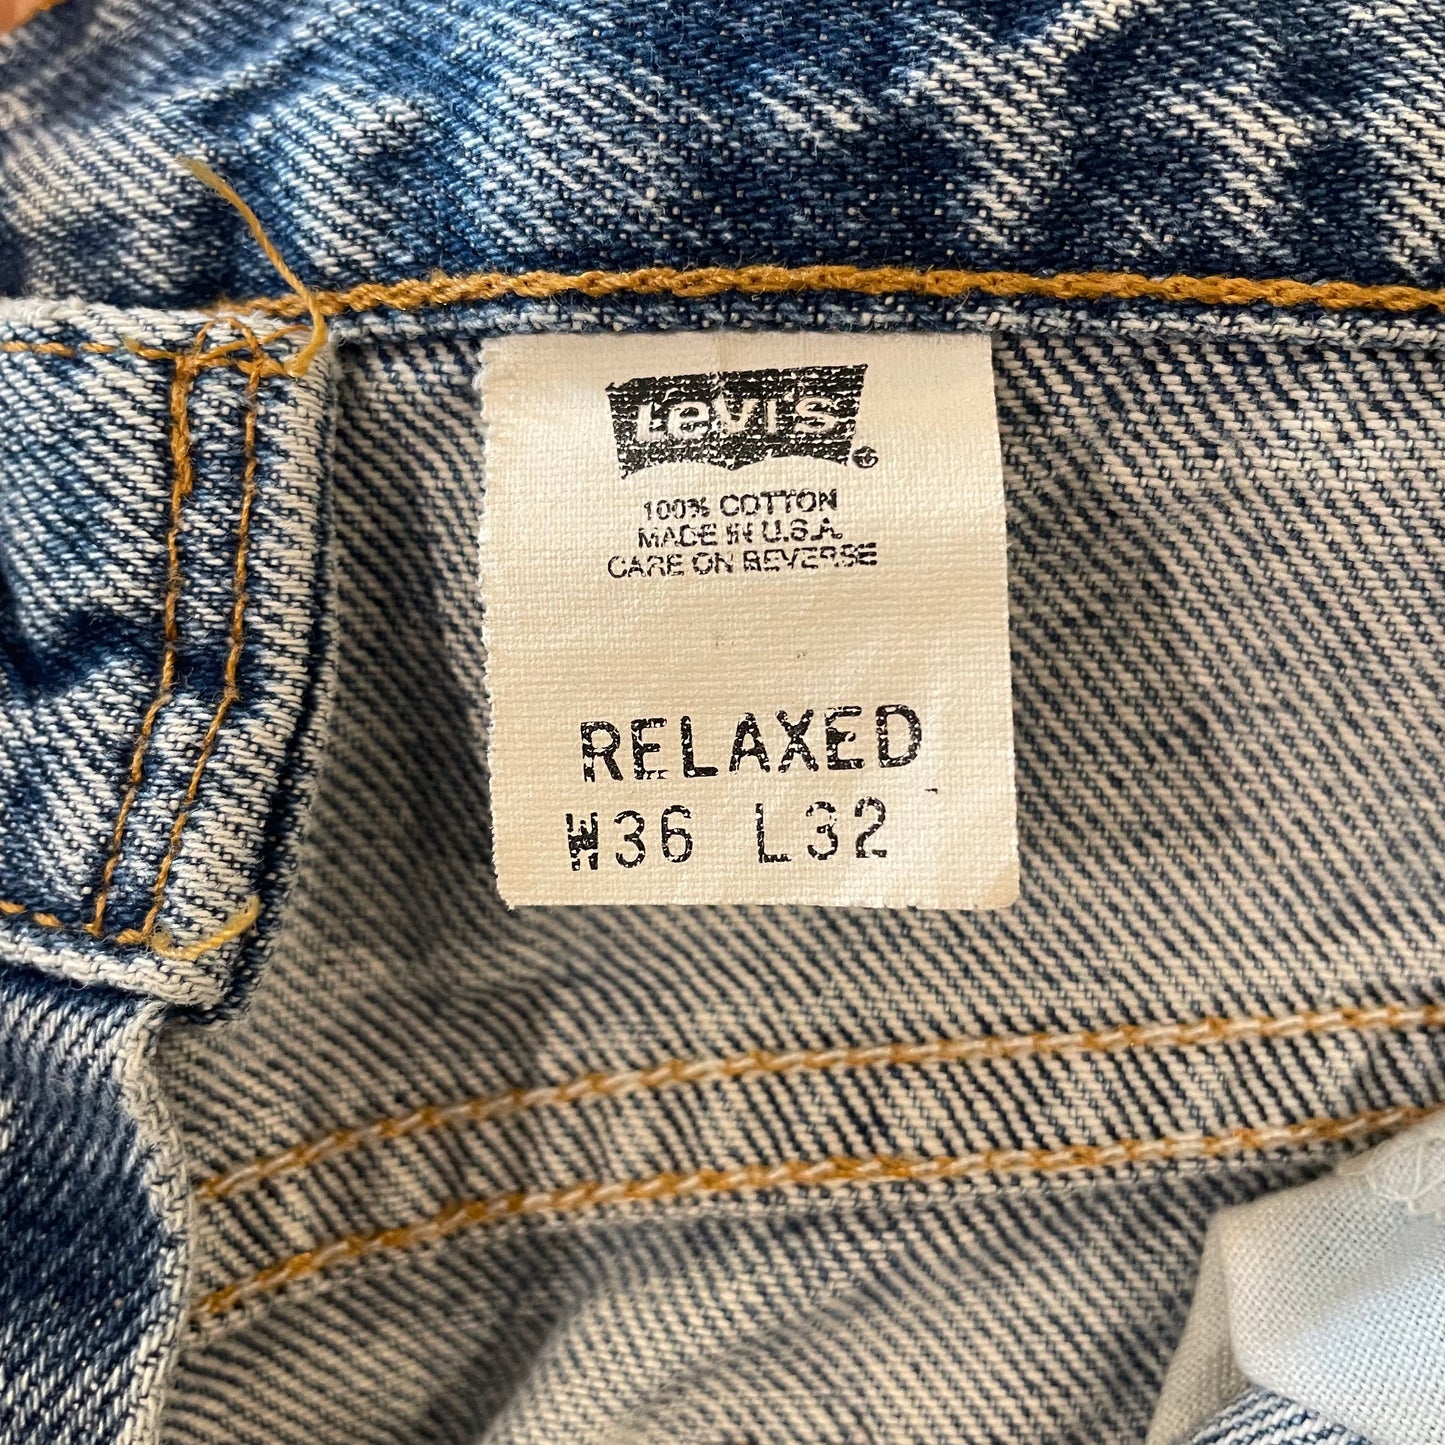 Levi's®
100% COTTON
MADE IN U.S.A.
CARE ON REVERSE
RELAXED
W36 L32